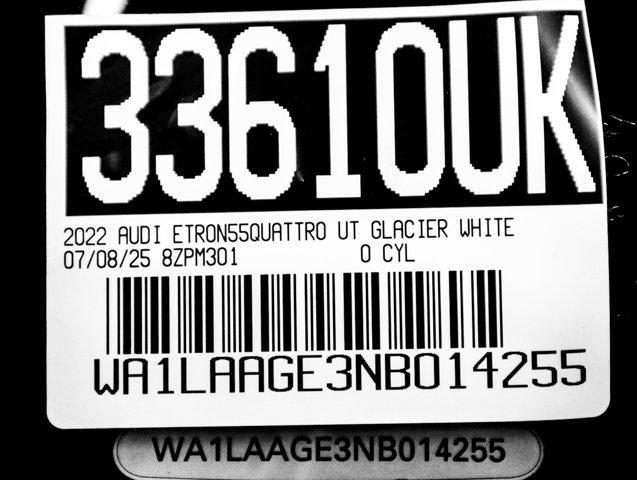 33610UK
2022 AUDI ETRON55QUATTRO UT GLACIER WHITE
07/08/25 8ZPM301 0 CYL
WA1LAAGE3NB014255
WA1LAAGE3NB014255